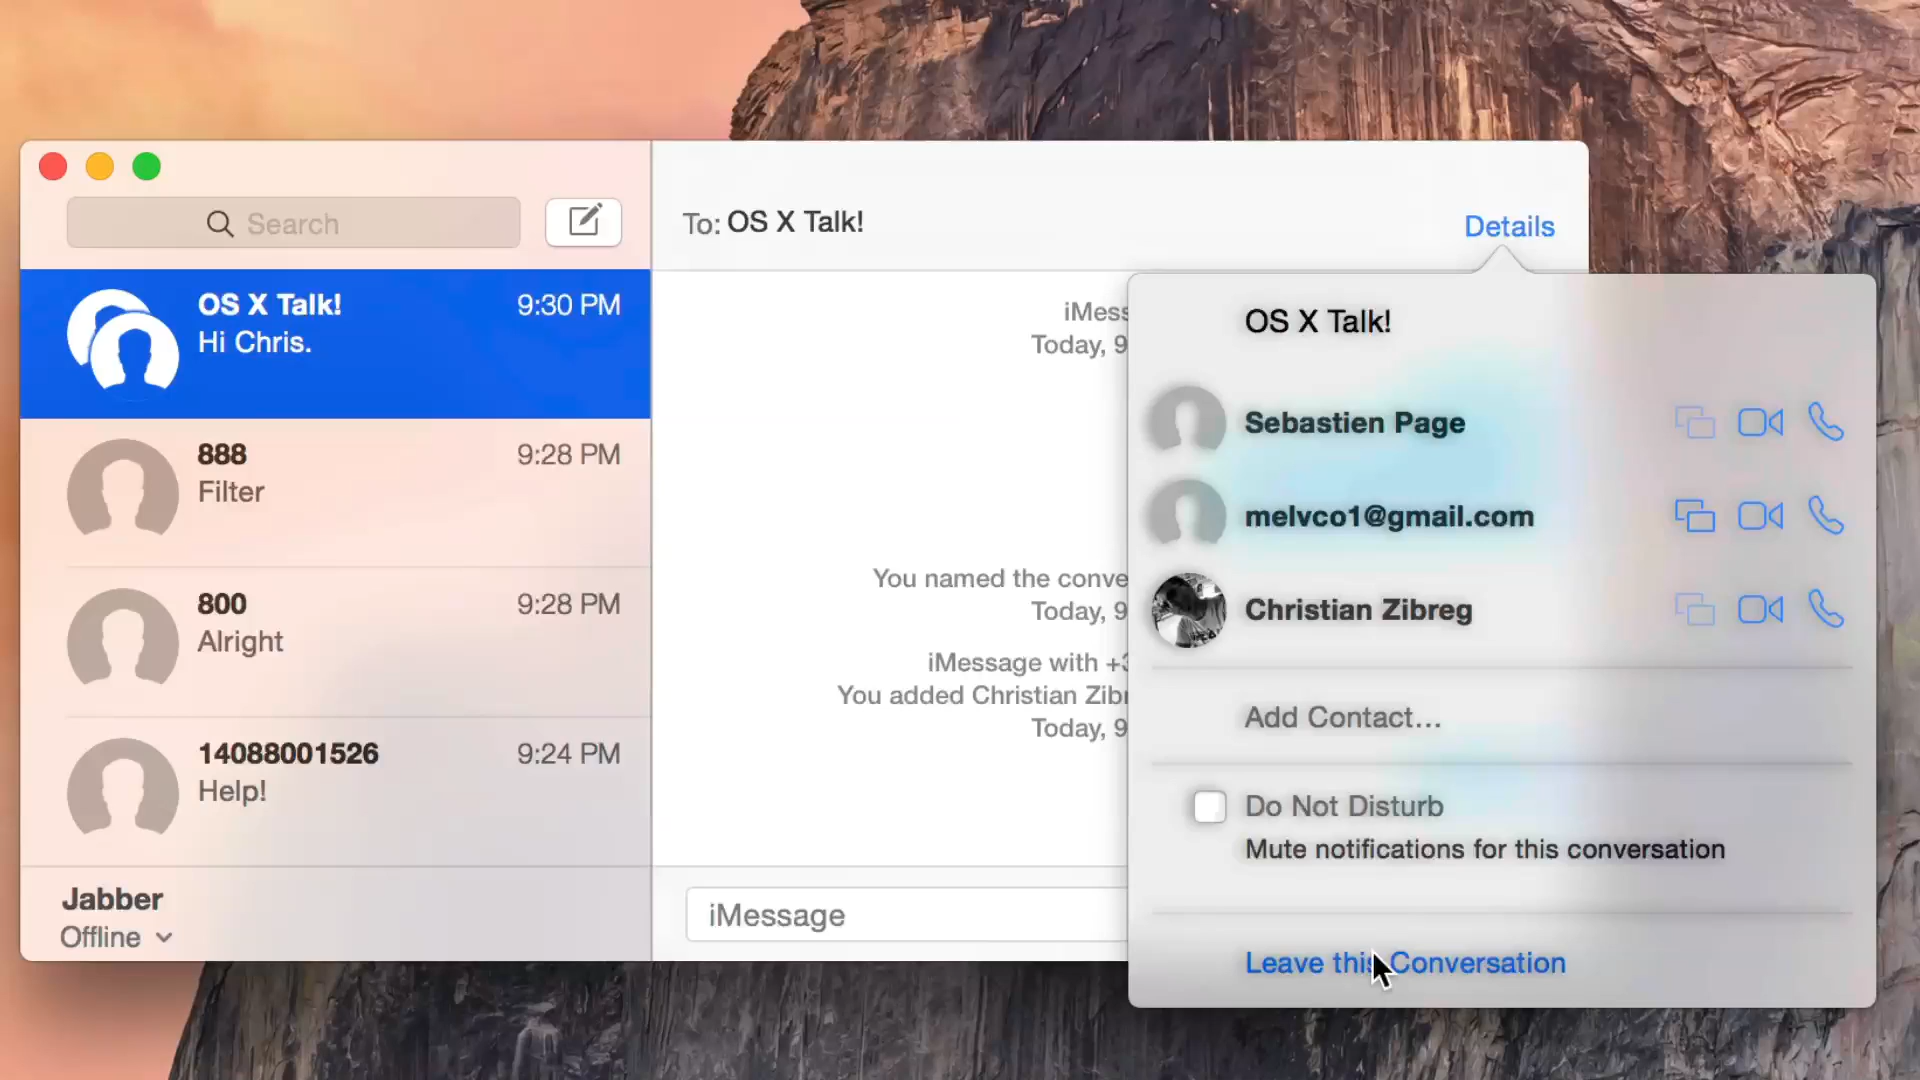 Search
To: OS X Talk!
Details
OS X Talk!
9:30 PM
Hi Chris.
888
9:28 PM
Filter
800
9:28 PM
Alright
14088001526
9:24 PM
Help!
Jabber
Offline
iMess
Today, 9
You named the conve
Today, 9
iMessage with +3
You added Christian Zibr
Today, 9
iMessage
OS X Talk!
Sebastien Page
melvco1@gmail.com
Christian Zibreg
Add Contact...
Do Not Disturb
Mute notifications for this conversation
Leave this Conversation